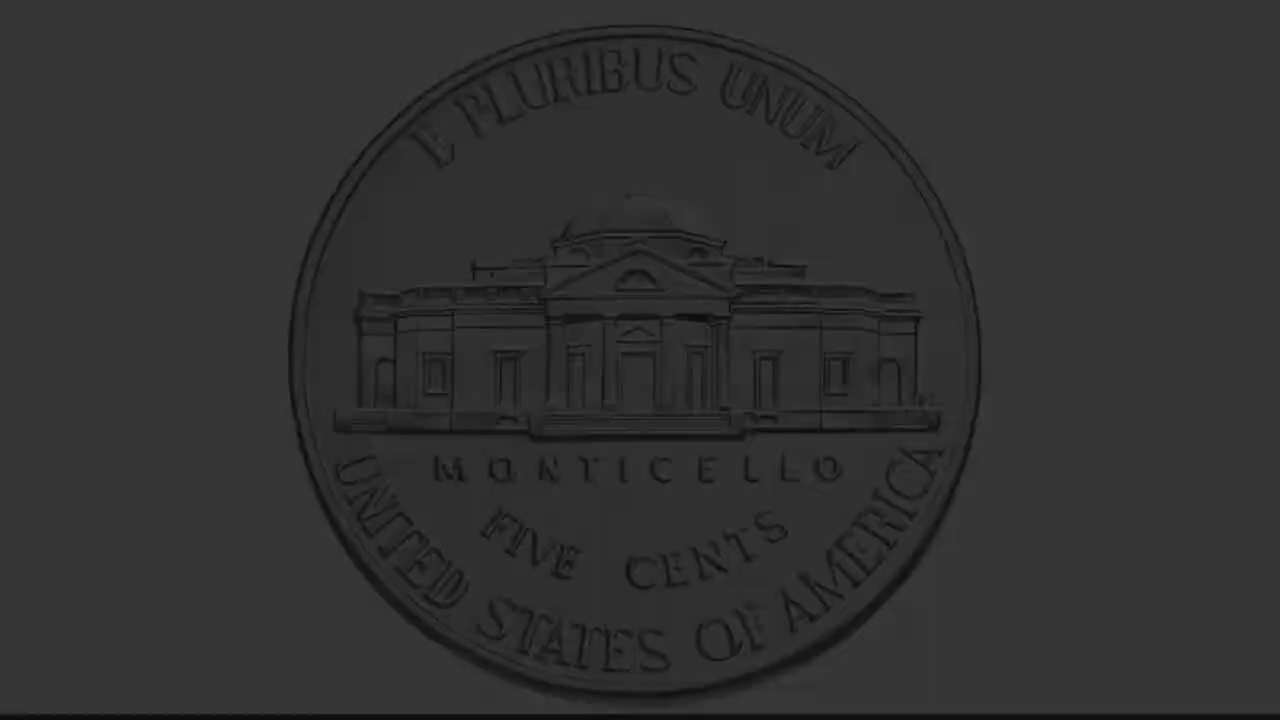 E PLURIBUS UNUM
MONTICELLO
FIVE CENTS
UNITED STATES OF AMERICA